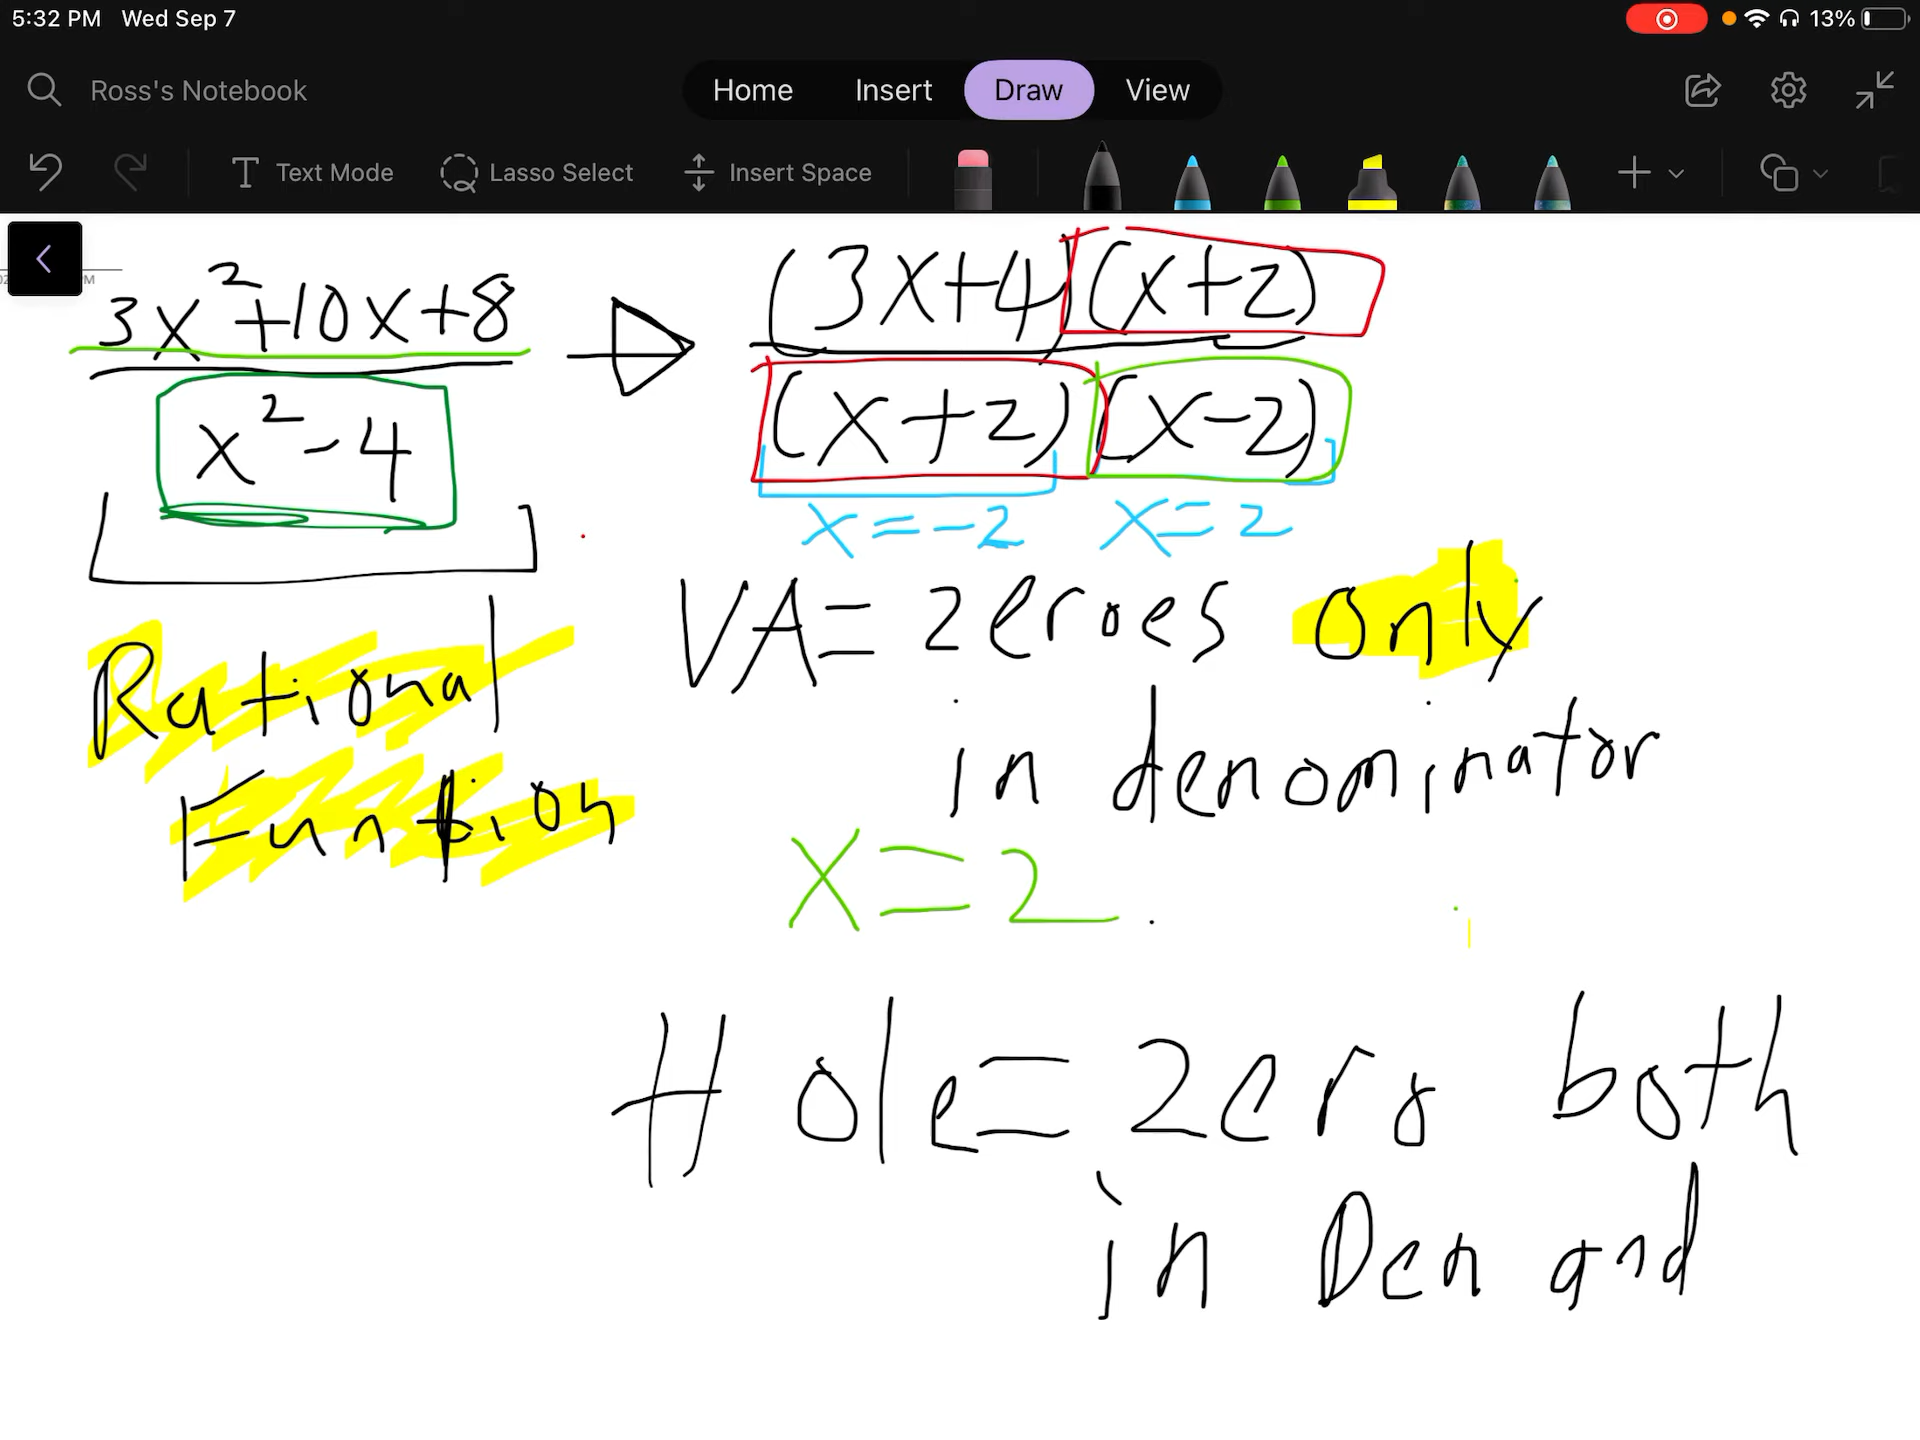 5:32 PM Wed Sep 7
13%
Ross's Notebook
Home Insert Draw View
Text Mode Lasso Select Insert Space
3x²+10x+8
x²-4
(3x+4)(x+2)
(x+2)(x-2)
x=-2 x=2
Rational
Function
VA= zeroes only
in denominator
x=2
Hole= zero both
in Den and